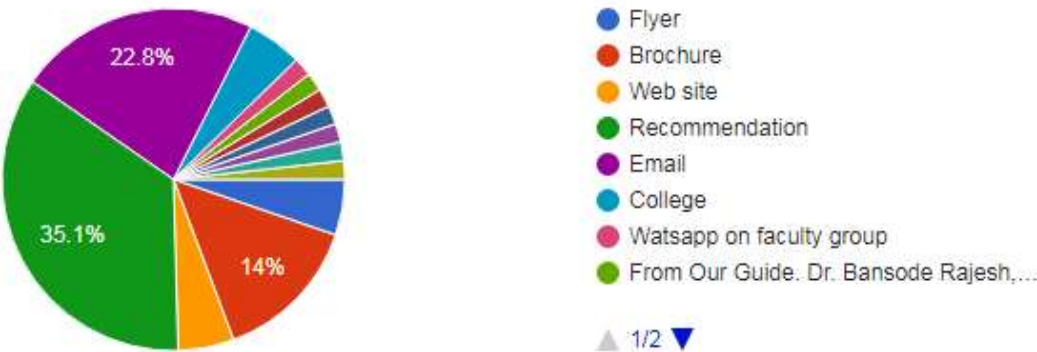 22.8%
35.1%
14%
Flyer
Brochure
Web site
Recommendation
Email
College
Watsapp on faculty group
From Our Guide. Dr. Bansode Rajesh,...
1/2